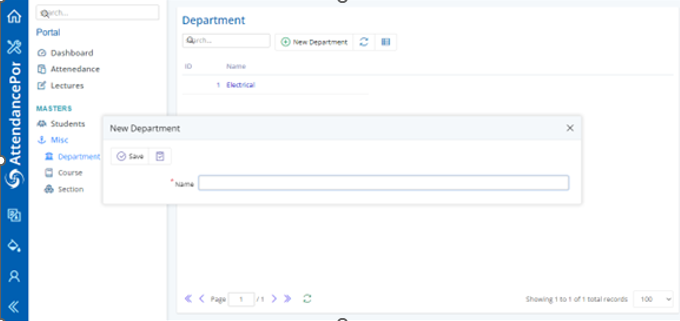 AttendancePor
Search...
Portal
Dashboard
Attenedance
Lectures
MASTERS
Students
Misc
Department
Course
Section
Department
Search...
New Department
ID Name
1 Electrical
New Department
Save
* Name
Page 1 / 1
Showing 1 to 1 of 1 total records
100